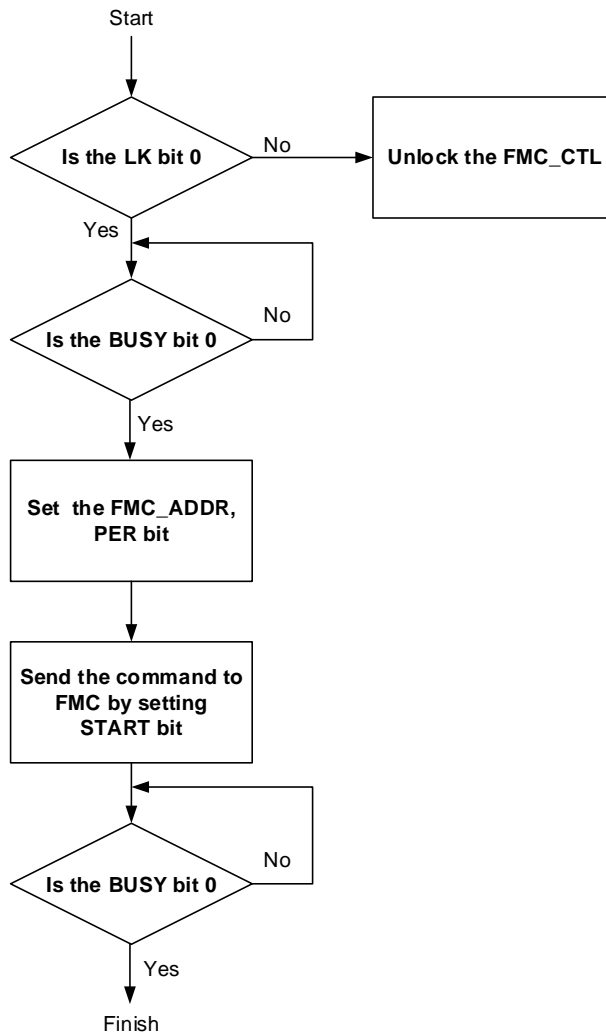 Start
Is the LK bit 0
No
Unlock the FMC_CTL
Yes
Is the BUSY bit 0
No
Yes
Set the FMC_ADDR,
PER bit
Send the command to
FMC by setting
START bit
Is the BUSY bit 0
No
Yes
Finish